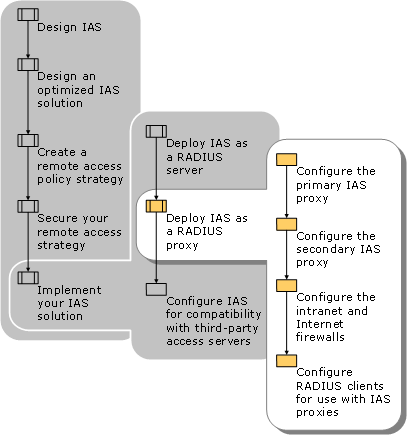 Design IAS
Design an
optimized IAS
solution
Create a
remote access
policy strategy
Secure your
remote access
strategy
Implement
your IAS
solution
Deploy IAS as
a RADIUS
server
Deploy IAS as
a RADIUS
proxy
Configure IAS
for compatibility
with third-party
access servers
Configure the
primary IAS
proxy
Configure the
secondary IAS
proxy
Configure the
intranet and
Internet
firewalls
Configure
RADIUS clients
for use with IAS
proxies